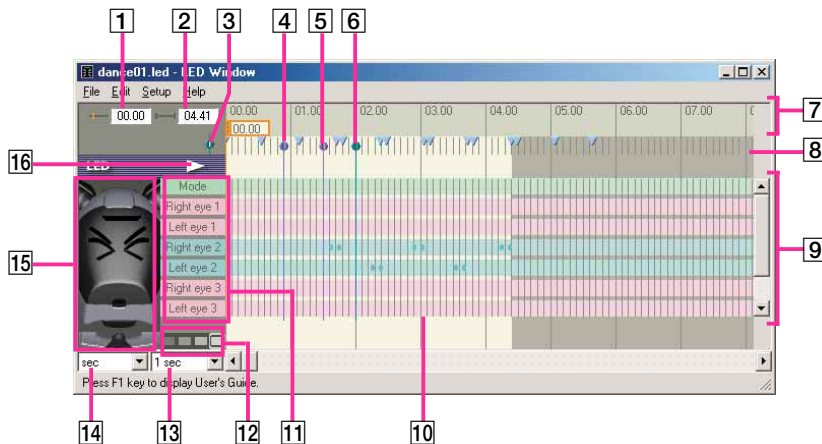 1 2 3 4 5 6
dance01.led - LED Window
File Edit Setup Help
00.00 04.41 00.00 01.00 02.00 03.00 04.00 05.00 06.00 07.00
7
00.00
8
16
LED
Mode
Right eye 1
Left eye 1
Right eye 2
15
9
Left eye 2
Right eye 3
Left eye 3
sec 1 sec
Press F1 key to display User's Guide.
14 13 12 11 10